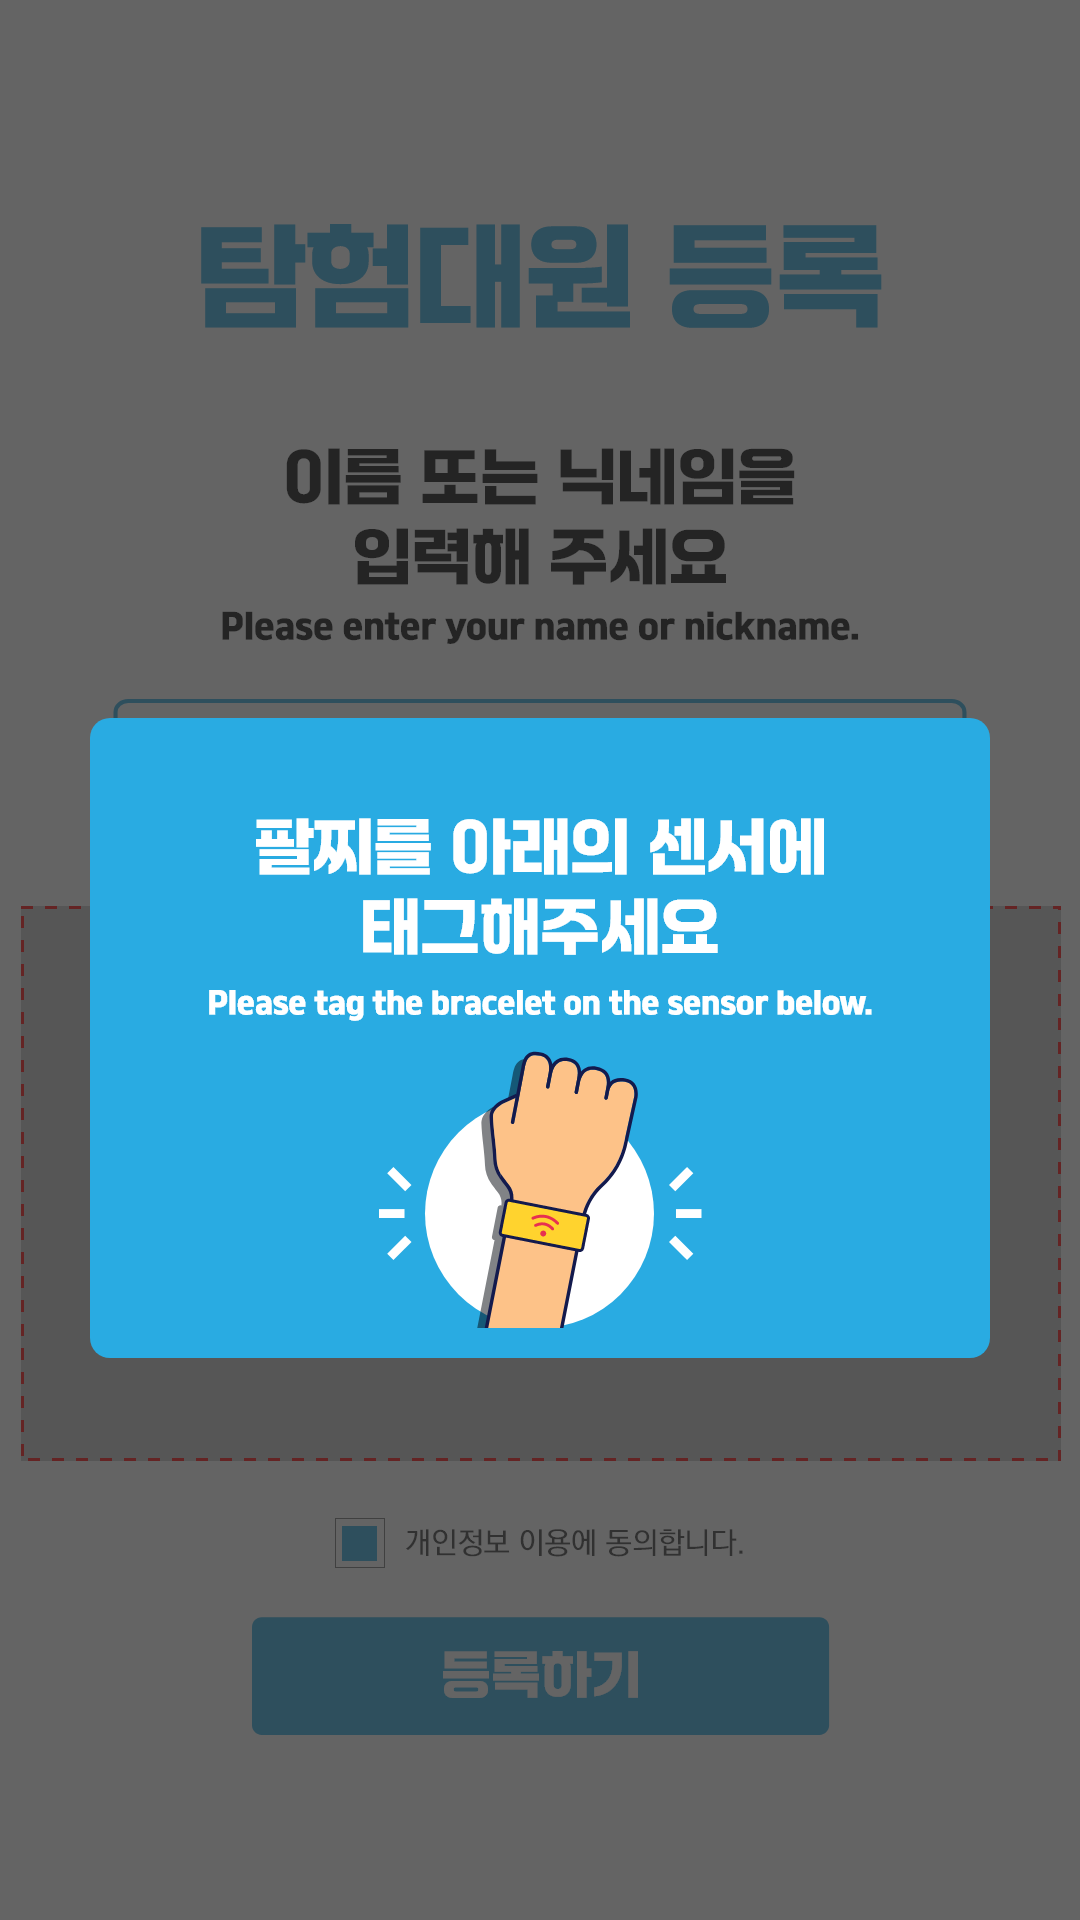 탐험대원 등록
이름 또는 닉네임을
입력해 주세요
Please enter your name or nickname.
팔찌를 아래의 센서에
태그해주세요
Please tag the bracelet on the sensor below.
개인정보 이용에 동의합니다.
등록하기